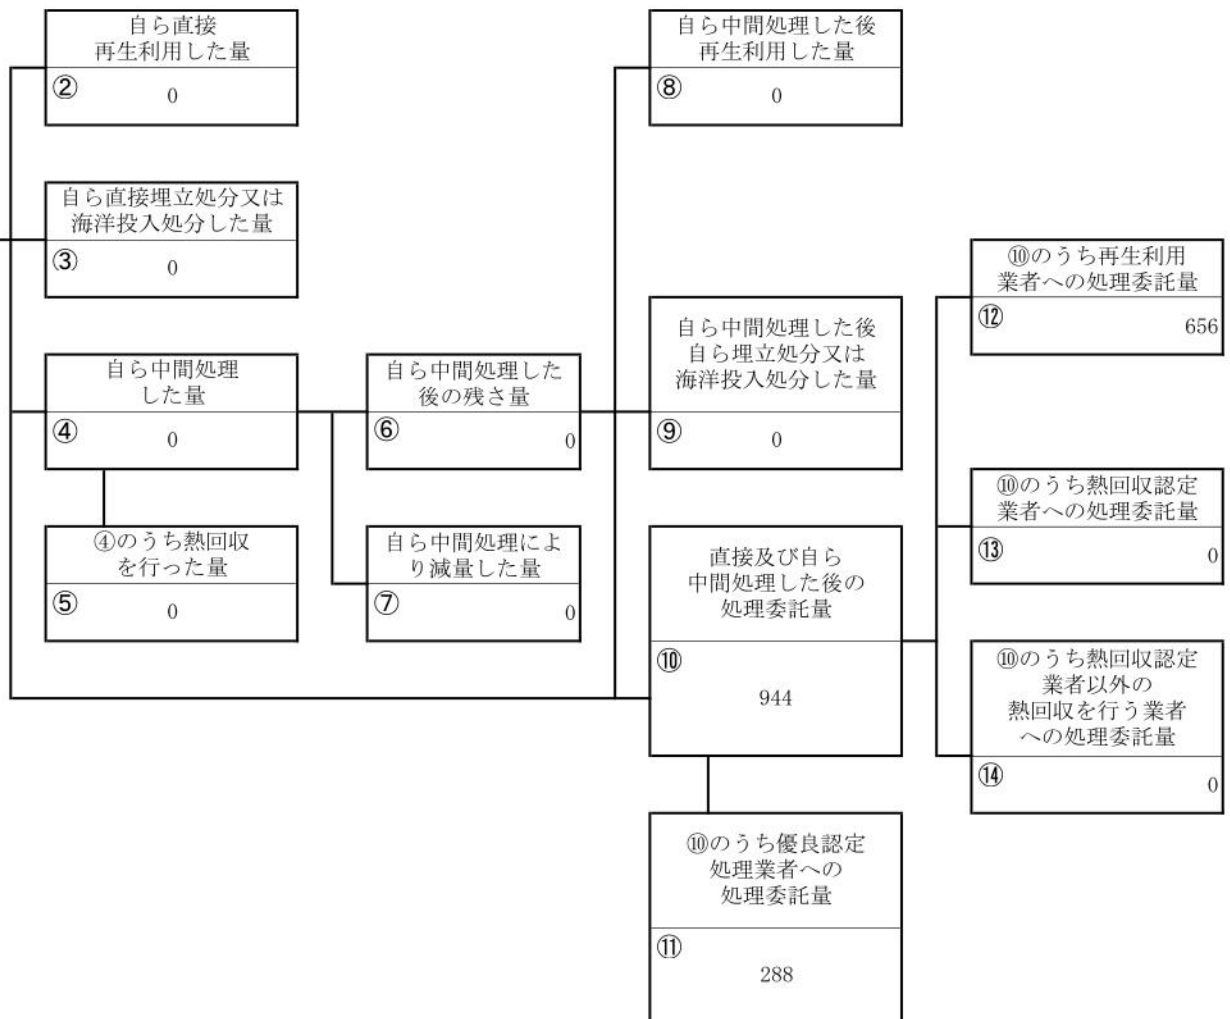 自ら直接
再生利用した量
②
0
自ら直接埋立処分又は
海洋投入処分した量
③
0
自ら中間処理
した量
④
0
④のうち熱回収
を行った量
⑤
0
自ら中間処理した
後の残さ量
⑥
0
自ら中間処理によ
り減量した量
⑦
0
自ら中間処理した後
再生利用した量
⑧
0
自ら中間処理した後
自ら埋立処分又は
海洋投入処分した量
⑨
0
直接及び自ら
中間処理した後の
処理委託量
⑩
944
⑩のうち優良認定
処理業者への
処理委託量
⑪
288
⑩のうち再生利用
業者への処理委託量
⑫
656
⑩のうち熱回収認定
業者への処理委託量
⑬
0
⑩のうち熱回収認定
業者以外の
熱回収を行う業者
への処理委託量
⑭
0